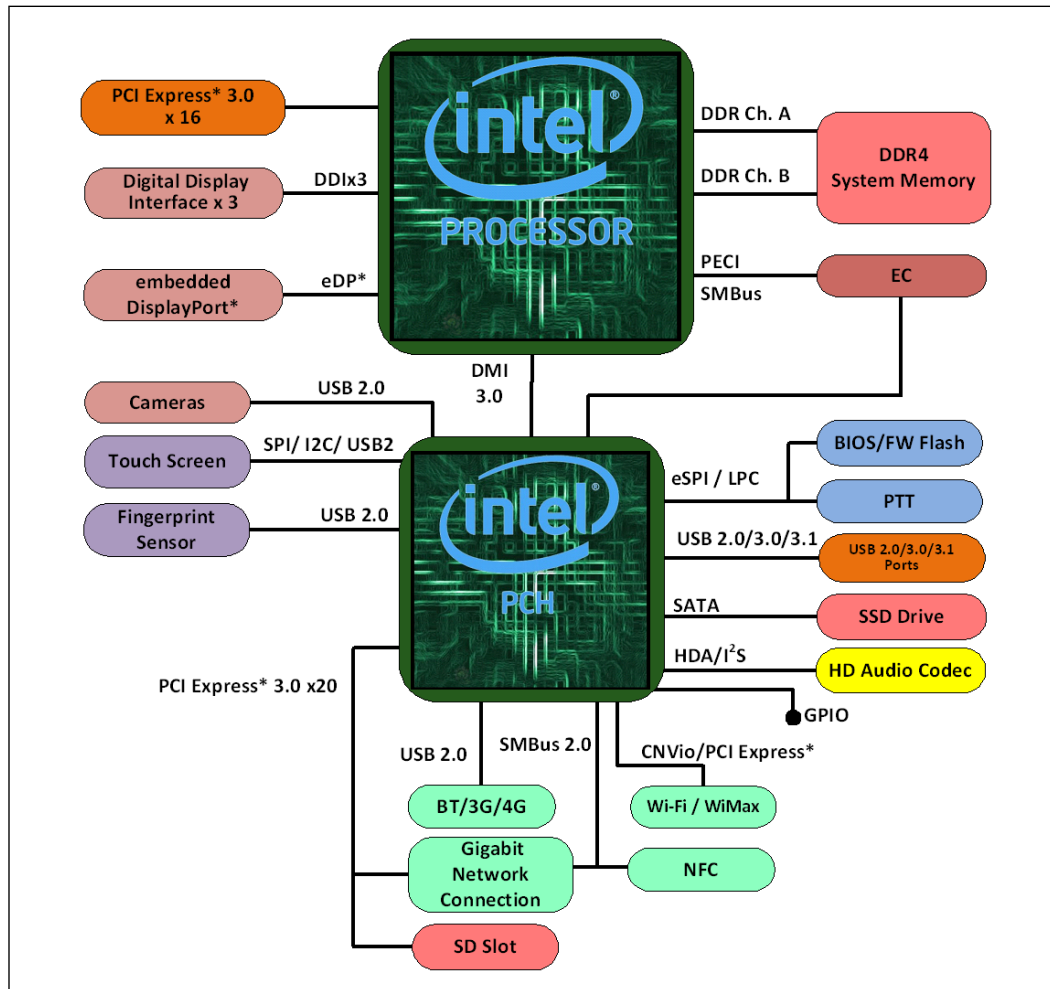 intel®
PROCESSOR
PCI Express* 3.0
x 16
DDR Ch. A
DDR4
System Memory
Digital Display
Interface x 3
DDIx3
DDR Ch. B
embedded
DisplayPort*
eDP*
PECI
SMBus
EC
DMI
3.0
Cameras
USB 2.0
Touch Screen
SPI/ I2C/ USB2
Fingerprint
Sensor
USB 2.0
intel®
PCH
eSPI / LPC
BIOS/FW Flash
PTT
USB 2.0/3.0/3.1
USB 2.0/3.0/3.1
Ports
SATA
SSD Drive
HDA/I²S
HD Audio Codec
GPIO
PCI Express* 3.0 x20
USB 2.0
SMBus 2.0
CNVio/PCI Express*
BT/3G/4G
Wi-Fi / WiMax
Gigabit
Network
Connection
NFC
SD Slot